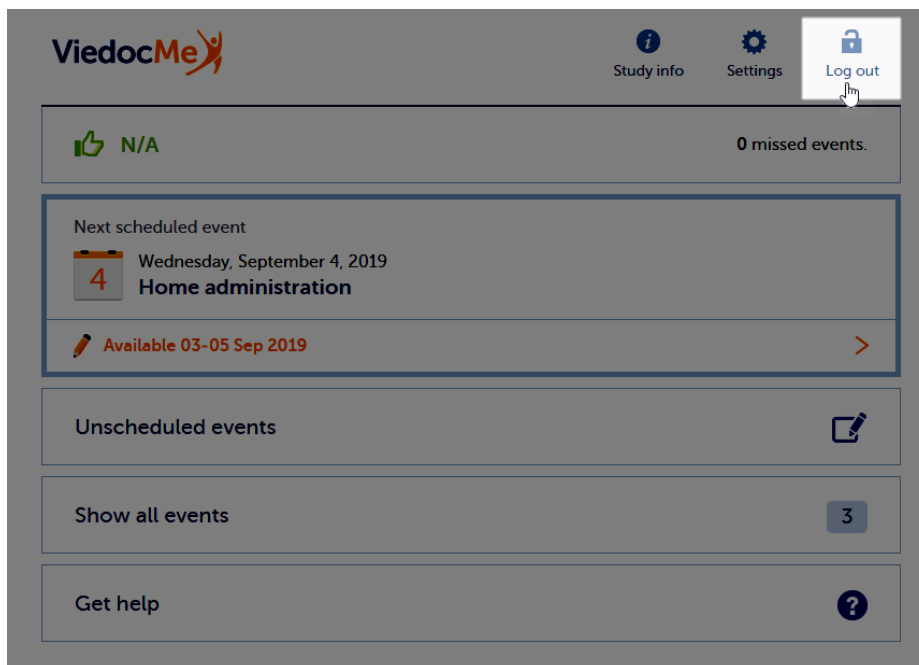 ViedocMe
Study info
Settings
Log out
N/A
0 missed events.
Next scheduled event
4
Wednesday, September 4, 2019
Home administration
Available 03-05 Sep 2019
Unscheduled events
Show all events
3
Get help
?